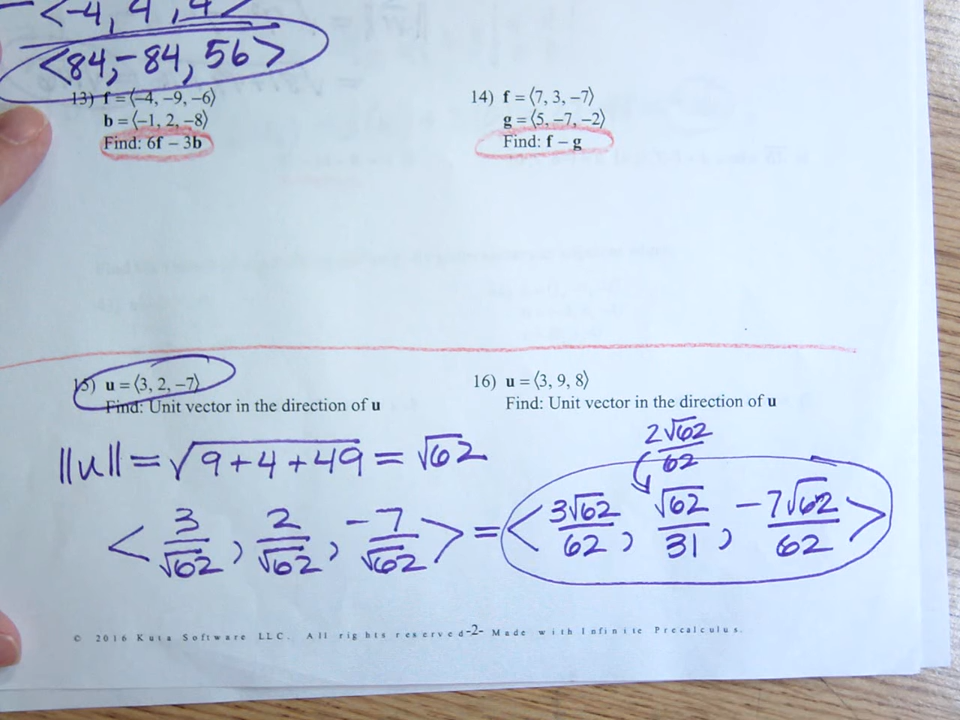 <-4, 4, 4>
<84, -84, 56>
13) f = ⟨-4, -9, -6⟩
b = ⟨-1, 2, -8⟩
Find: 6f - 3b
14) f = ⟨7, 3, -7⟩
g = ⟨5, -7, -2⟩
Find: f - g
15) u = ⟨3, 2, -7⟩
Find: Unit vector in the direction of u
16) u = ⟨3, 9, 8⟩
Find: Unit vector in the direction of u
||u|| = √(9+4+49) = √62
2√62/62
<3/√62, 2/√62, -7/√62> = <3√62/62, √62/31, -7√62/62>
© 2016 Kuta Software LLC. All rights reserved. -2- Made with Infinite Precalculus.